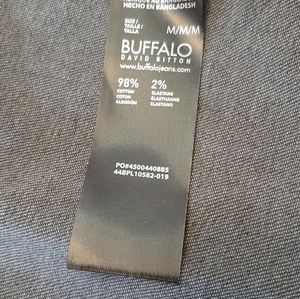 HECHO EN BANGLADESH
SIZE /
TAILLE /
TALLA
M/M/M
BUFFALO
DAVID BITTON
www.buffalojeans.com
98% 2%
COTTON ELASTANE
COTON ELASTHANNE
ALGODÓN ELASTANO
PO#4500440885
44BPL10582-019